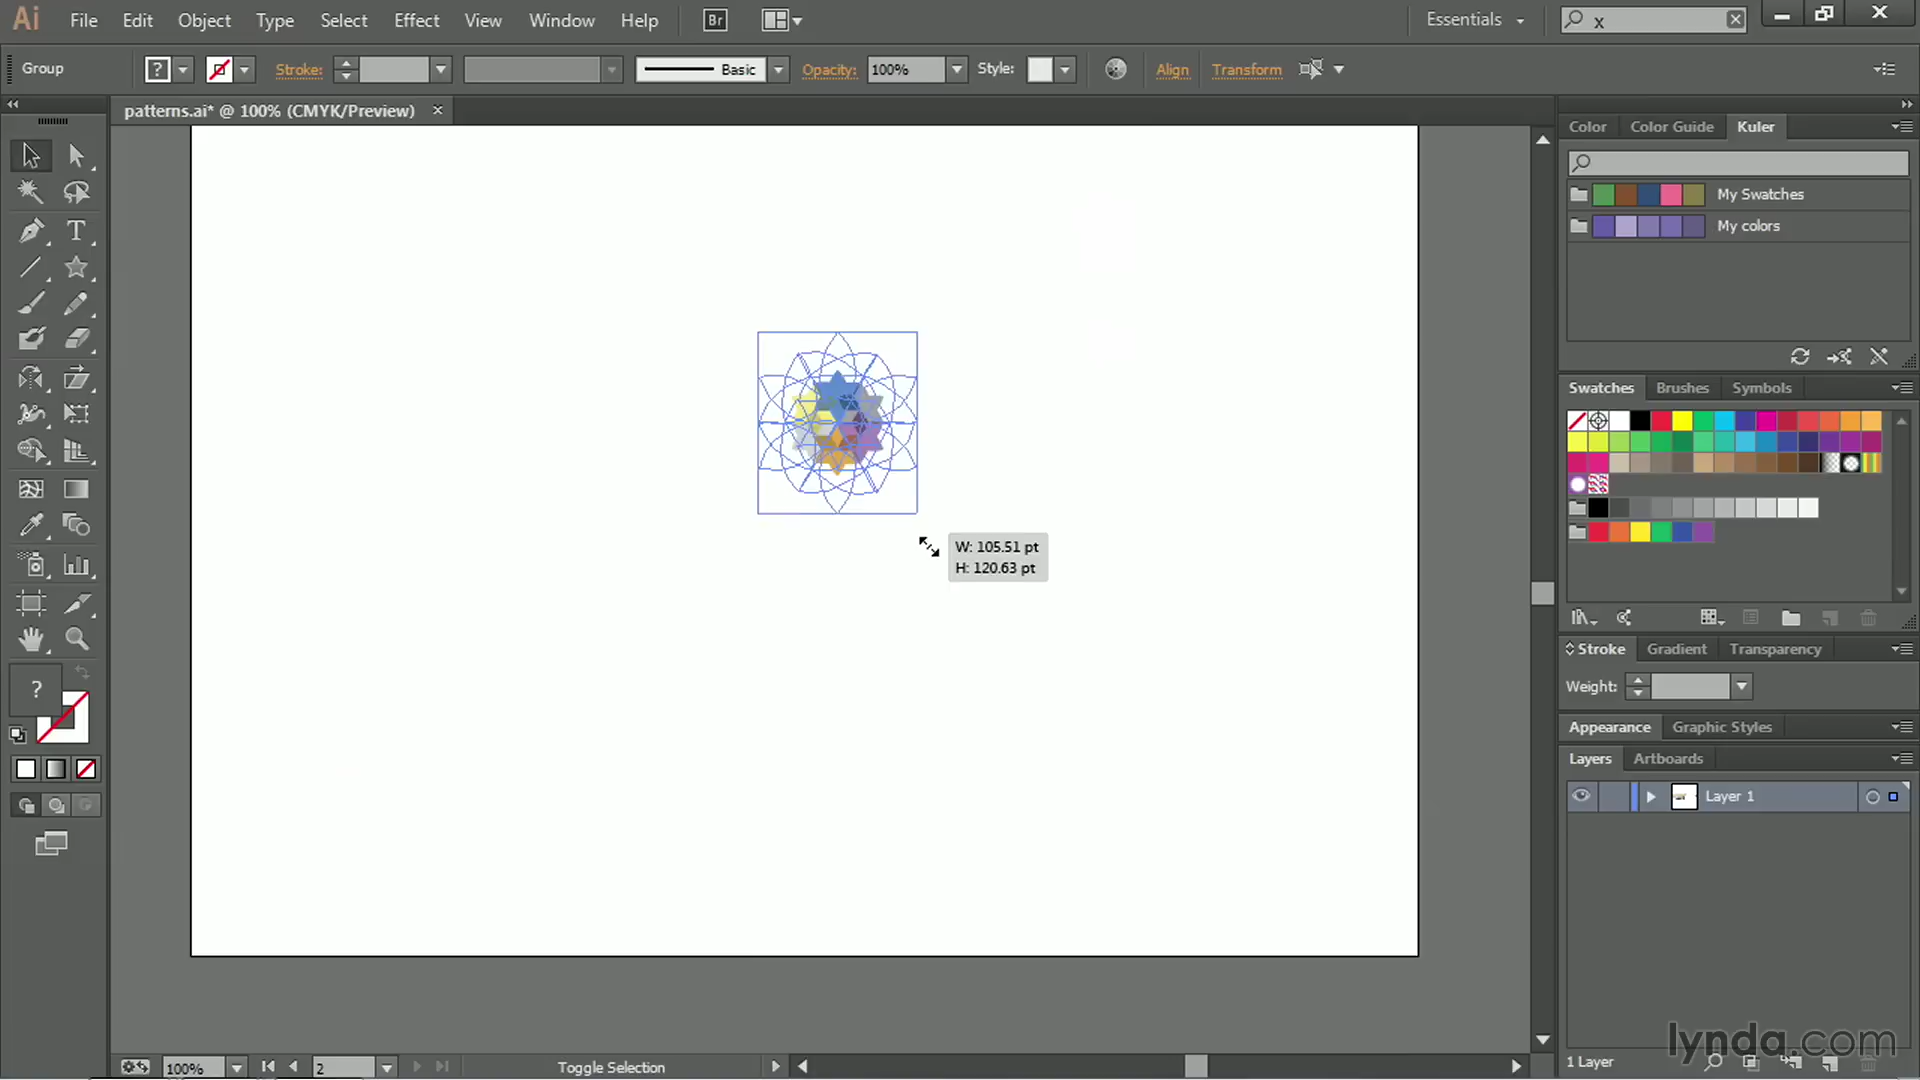 Ai File Edit Object Type Select Effect View Window Help Br Essentials x
Group ? Stroke: Basic Opacity: 100% Style: Align Transform
patterns.ai* @ 100% (CMYK/Preview)
Color Color Guide Kuler
My Swatches
My colors
Swatches Brushes Symbols
W: 105.51 pt
H: 120.63 pt
Stroke Gradient Transparency
Weight:
?
Appearance Graphic Styles
Layers Artboards
Layer 1
lynda.com
100% 2 Toggle Selection 1 Layer